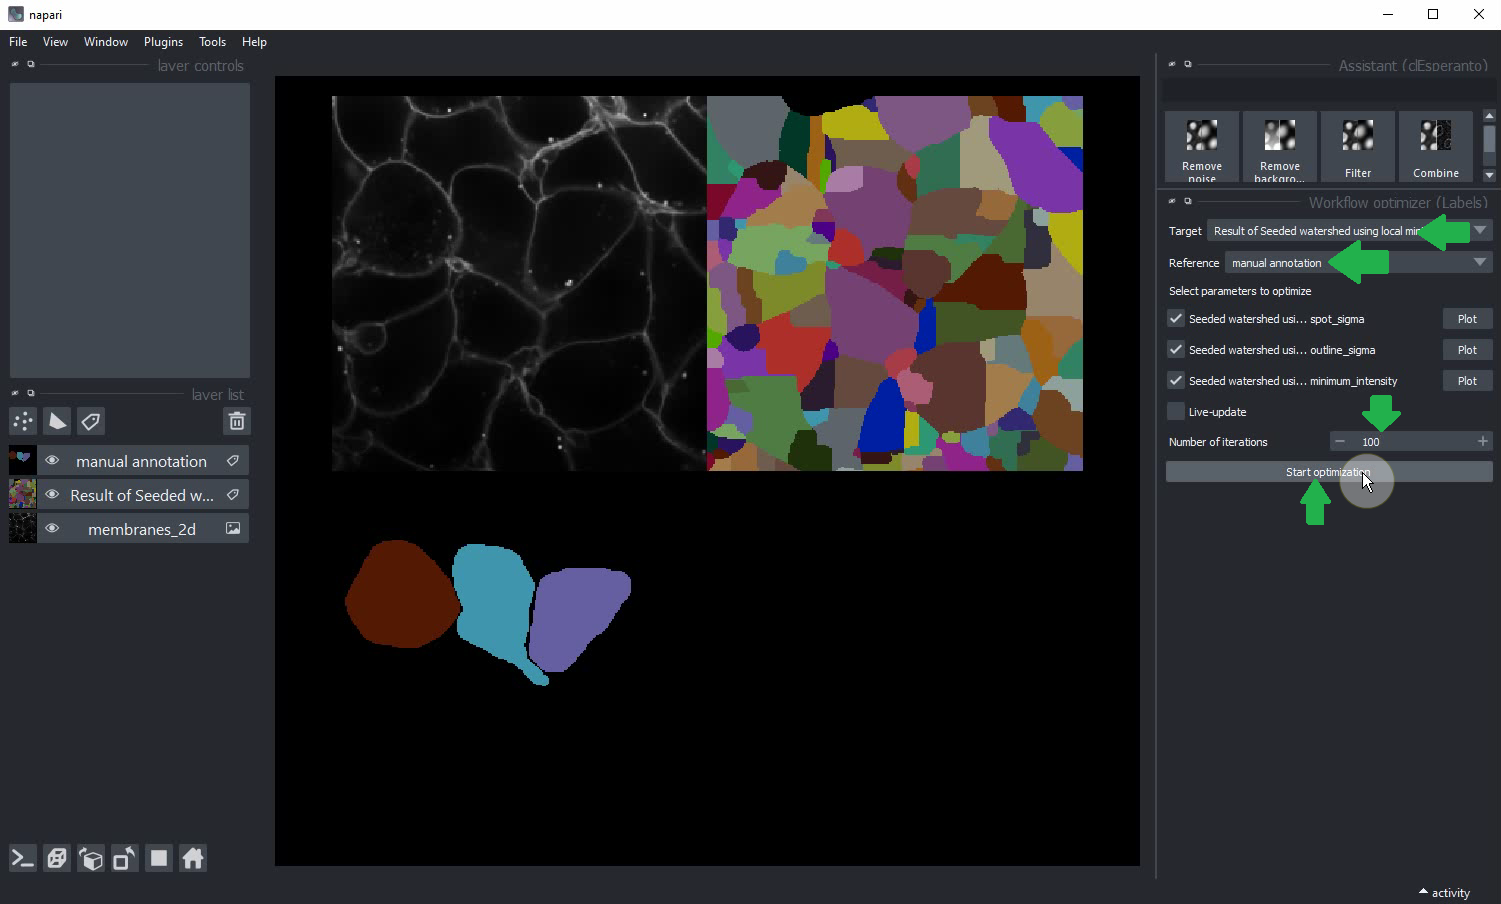 napari
File View Window Plugins Tools Help
layer controls
Assistant (clEsperanto)
Remove noise
Remove backgro...
Filter
Combine
Workflow optimizer (Labels)
Target Result of Seeded watershed using local
Reference manual annotation
Select parameters to optimize
Seeded watershed usi... spot_sigma Plot
Seeded watershed usi... outline_sigma Plot
Seeded watershed usi... minimum_intensity Plot
Live-update
Number of iterations 100
Start optimization
layer list
manual annotation
Result of Seeded w...
membranes_2d
activity